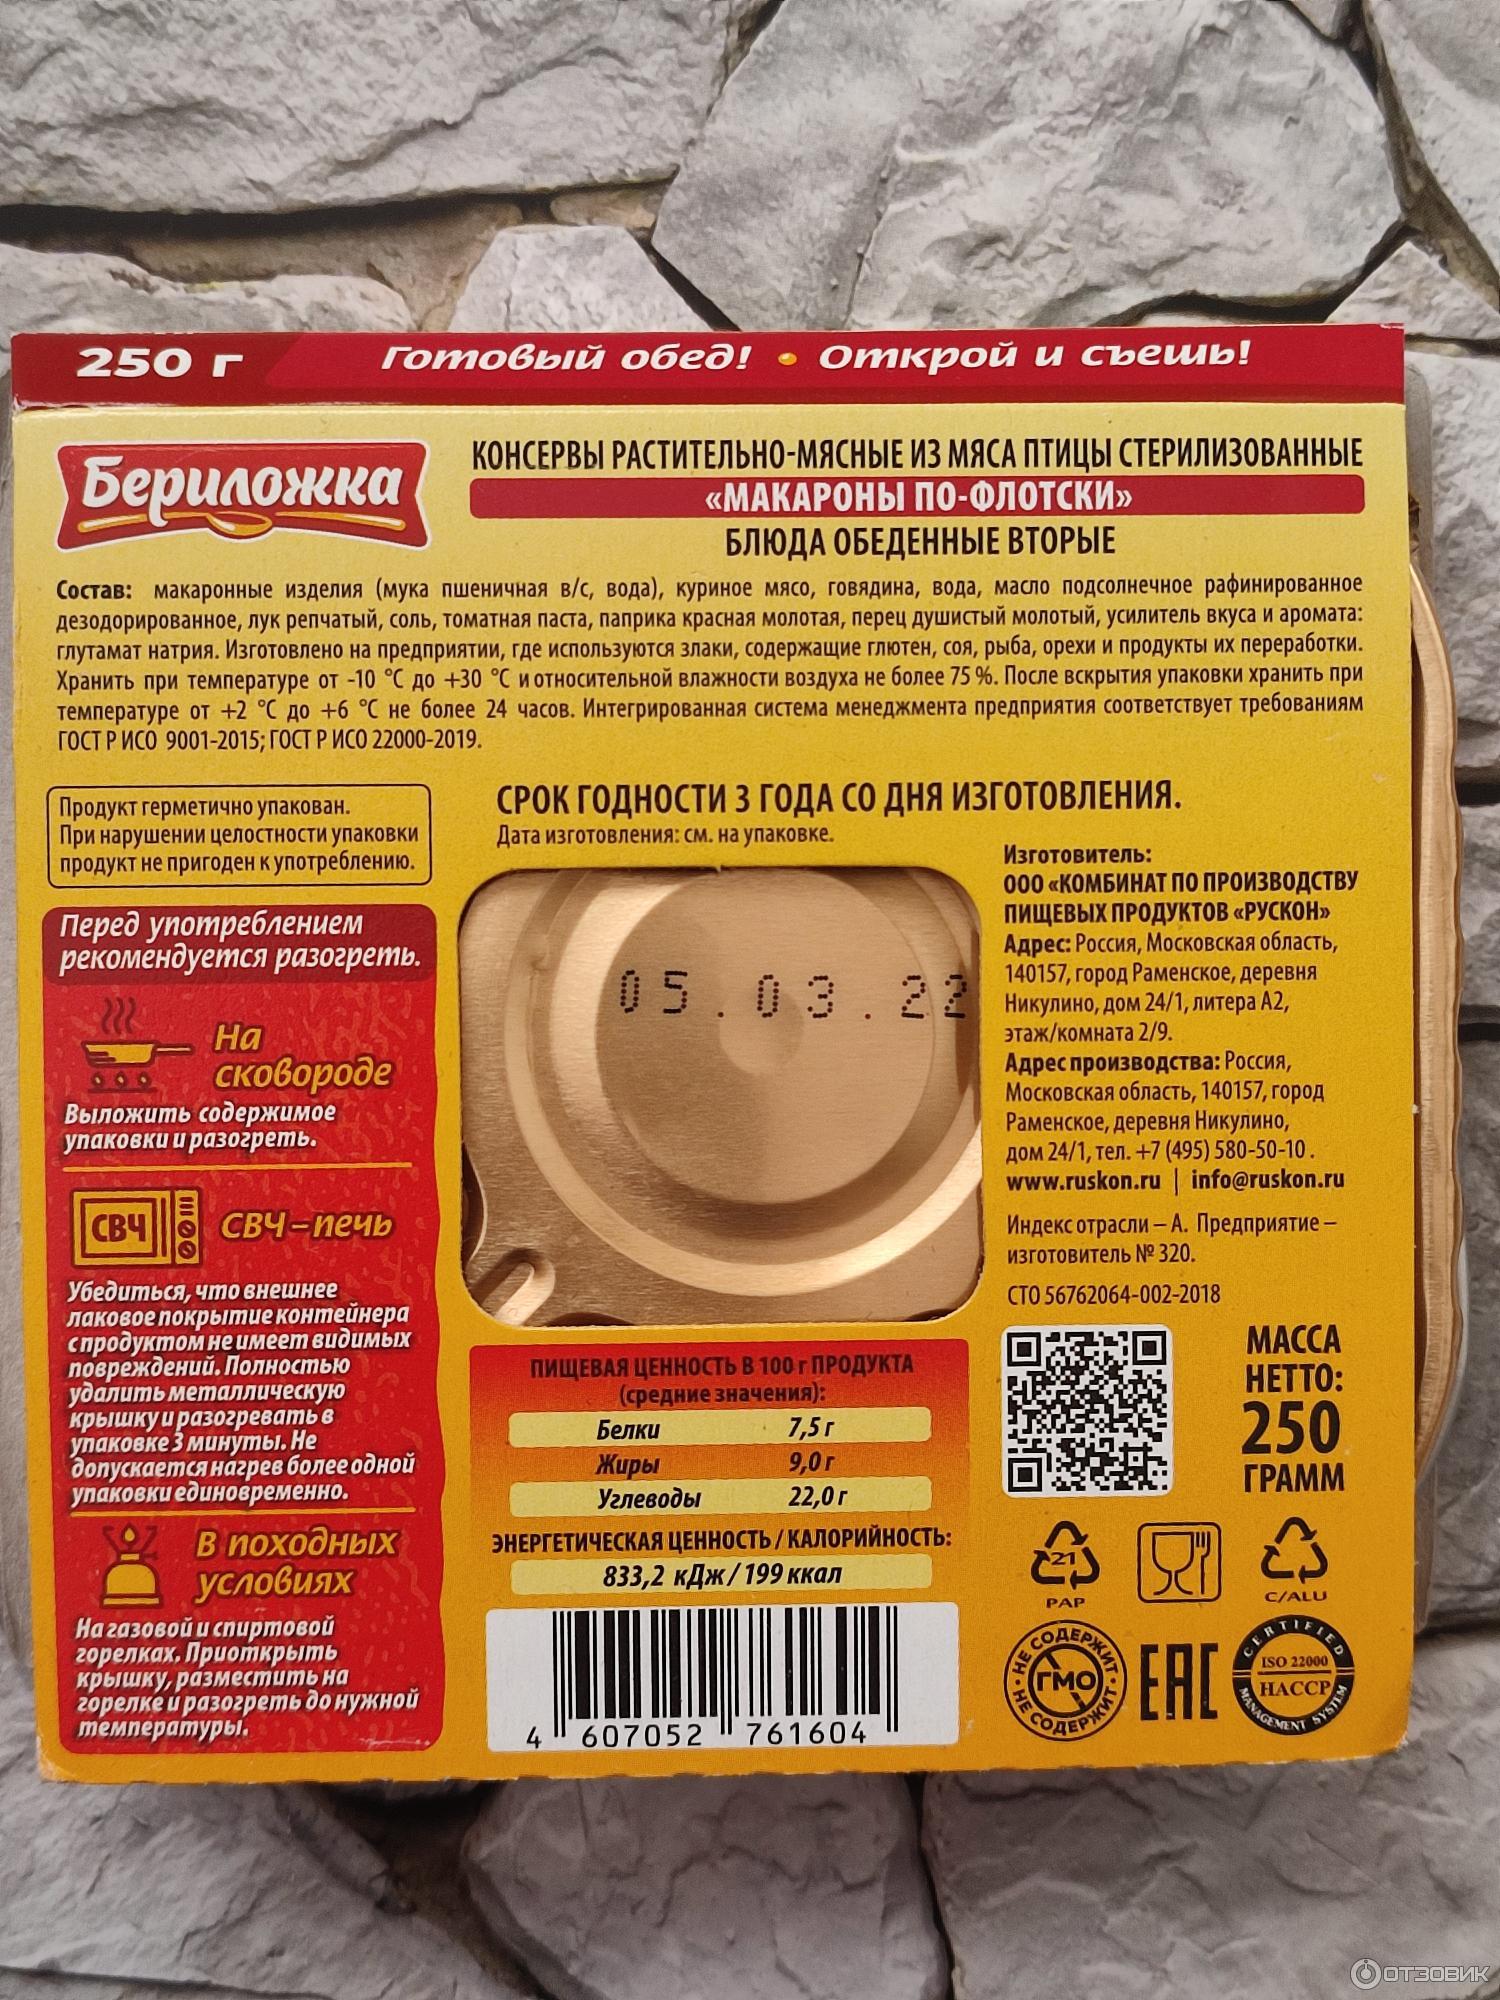 250 г Готовый обед! • Открой и съешь!
Бериложка
КОНСЕРВЫ РАСТИТЕЛЬНО-МЯСНЫЕ ИЗ МЯСА ПТИЦЫ СТЕРИЛИЗОВАННЫЕ
«МАКАРОНЫ ПО-ФЛОТСКИ»
БЛЮДА ОБЕДЕННЫЕ ВТОРЫЕ
Состав: макаронные изделия (мука пшеничная в/с, вода), куриное мясо, говядина, вода, масло подсолнечное рафинированное
дезодорированное, лук репчатый, соль, томатная паста, паприка красная молотая, перец душистый молотый, усилитель вкуса и аромата:
глутамат натрия. Изготовлено на предприятии, где используются злаки, содержащие глютен, соя, рыба, орехи и продукты их переработки.
Хранить при температуре от -10 °С до +30 °С и относительной влажности воздуха не более 75 %. После вскрытия упаковки хранить при
температуре от +2 °С до +6 °С не более 24 часов. Интегрированная система менеджмента предприятия соответствует требованиям
ГОСТ Р ИСО 9001-2015; ГОСТ Р ИСО 22000-2019.
Продукт герметично упакован.
При нарушении целостности упаковки
продукт не пригоден к употреблению.
Перед употреблением
рекомендуется разогреть.
На
сковороде
Выложить содержимое
упаковки и разогреть.
СВЧ
СВЧ-печь
Убедиться, что внешнее
лаковое покрытие контейнера
с продуктом не имеет видимых
повреждений. Полностью
удалить металлическую
крышку и разогревать в
упаковке 3 минуты. Не
допускается нагрев более одной
упаковки единовременно.
В походных
условиях
На газовой и спиртовой
горелках. Приоткрыть
крышку, разместить на
горелке и разогреть до нужной
температуры.
СРОК ГОДНОСТИ 3 ГОДА СО ДНЯ ИЗГОТОВЛЕНИЯ.
Дата изготовления: см. на упаковке.
05.03.22
ПИЩЕВАЯ ЦЕННОСТЬ В 100 г ПРОДУКТА
(средние значения):
Белки 7,5 г
Жиры 9,0 г
Углеводы 22,0 г
ЭНЕРГЕТИЧЕСКАЯ ЦЕННОСТЬ / КАЛОРИЙНОСТЬ:
833,2 кДж / 199 ккал
4 607052 761604
Изготовитель:
ООО «КОМБИНАТ ПО ПРОИЗВОДСТВУ
ПИЩЕВЫХ ПРОДУКТОВ «РУСКОН»
Адрес: Россия, Московская область,
140157, город Раменское, деревня
Никулино, дом 24/1, литера А2,
этаж/комната 2/9.
Адрес производства: Россия,
Московская область, 140157, город
Раменское, деревня Никулино,
дом 24/1, тел. +7 (495) 580-50-10 .
www.ruskon.ru | info@ruskon.ru
Индекс отрасли – А. Предприятие –
изготовитель № 320.
СТО 56762064-002-2018
МАССА
НЕТТО:
250
ГРАММ
21
PAP
C/ALU
НЕ СОДЕРЖИТ
ГМО
НЕ СОДЕРЖИТ
EAC
CERTIFIED
ISO 22000
HACCP
MANAGEMENT SYSTEM
ОТЗОВИК